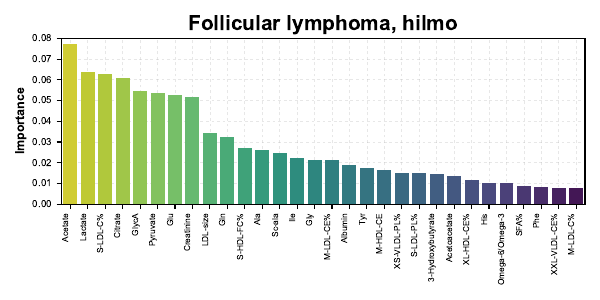 Follicular lymphoma, hilmo
Importance
0.08
0.07
0.06
0.05
0.04
0.03
0.02
0.01
0.00
Acetate
Lactate
S-LDL-C%
Citrate
GlycA
Pyruvate
Glu
Creatinine
LDL-size
Gln
S-HDL-FC%
Ala
Sc-ala
Ile
Gly
M-LDL-CE%
Albumin
Tyr
M-HDL-CE
XS-VLDL-PL%
S-LDL-PL%
3-Hydroxybutyrate
Acetoacetate
XL-HDL-CE%
His
Omega-6/Omega-3
SFA%
Phe
XXL-VLDL-CE%
M-LDL-C%